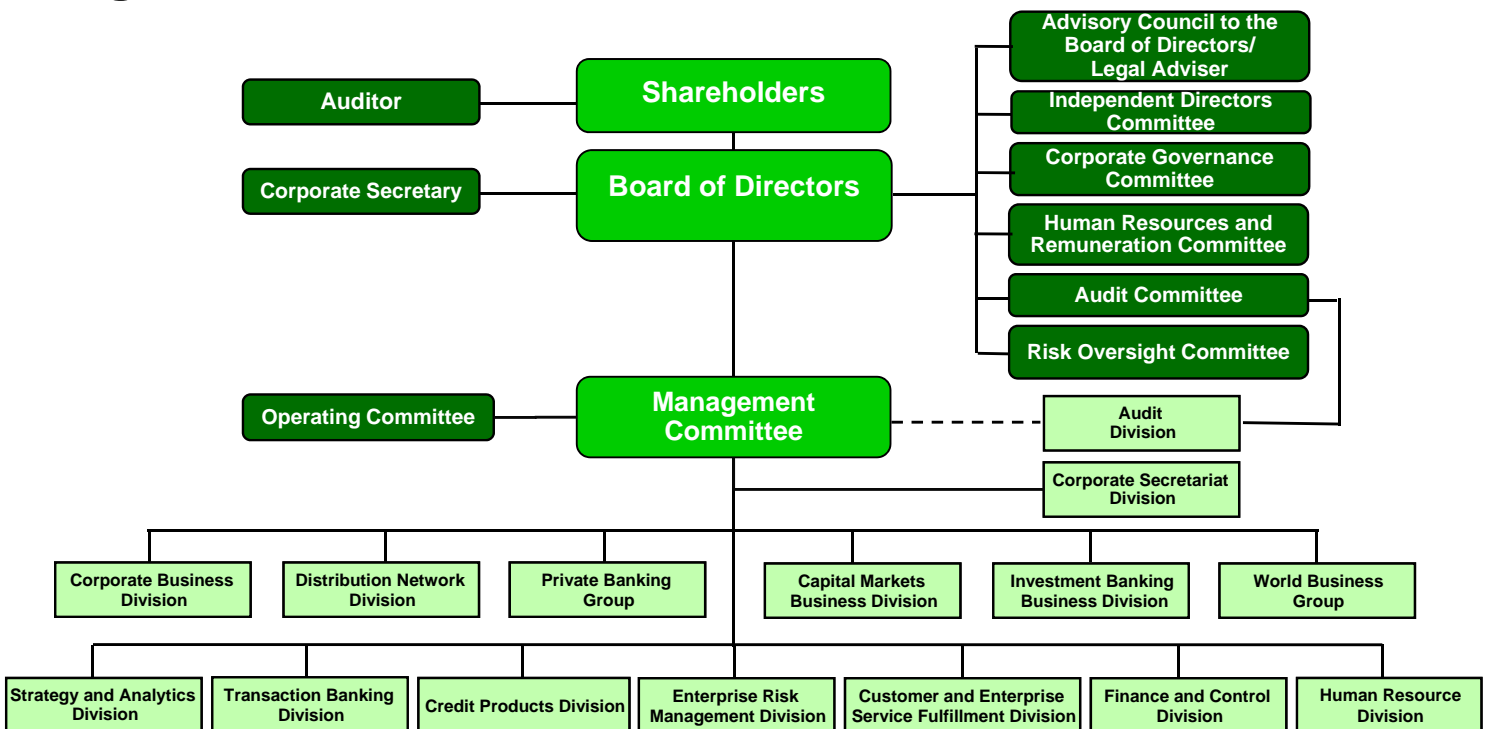 Advisory Council to the
Board of Directors/
Legal Adviser
Auditor
Shareholders
Independent Directors
Committee
Corporate Governance
Committee
Corporate Secretary
Board of Directors
Human Resources and
Remuneration Committee
Audit Committee
Risk Oversight Committee
Operating Committee
Management
Committee
Audit
Division
Corporate Secretariat
Division
Corporate Business
Division
Distribution Network
Division
Private Banking
Group
Capital Markets
Business Division
Investment Banking
Business Division
World Business
Group
Strategy and Analytics
Division
Transaction Banking
Division
Credit Products Division
Enterprise Risk
Management Division
Customer and Enterprise
Service Fulfillment Division
Finance and Control
Division
Human Resource
Division